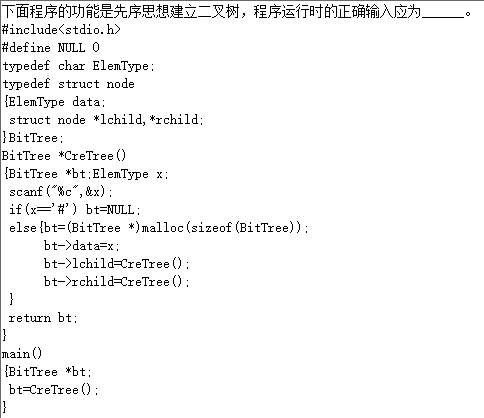 下面程序的功能是先序思想建立二叉树，程序运行时的正确输入应为______。
#include<stdio.h>
#define NULL 0
typedef char ElemType;
typedef struct node
{ElemType data;
 struct node *lchild,*rchild;
}BitTree;
BitTree *CreTree()
{BitTree *bt;ElemType x;
 scanf("%c",&x);
 if(x=='#') bt=NULL;
 else{bt=(BitTree *)malloc(sizeof(BitTree));
      bt->data=x;
      bt->lchild=CreTree();
      bt->rchild=CreTree();
 }
 return bt;
}
main()
{BitTree *bt;
 bt=CreTree();
}